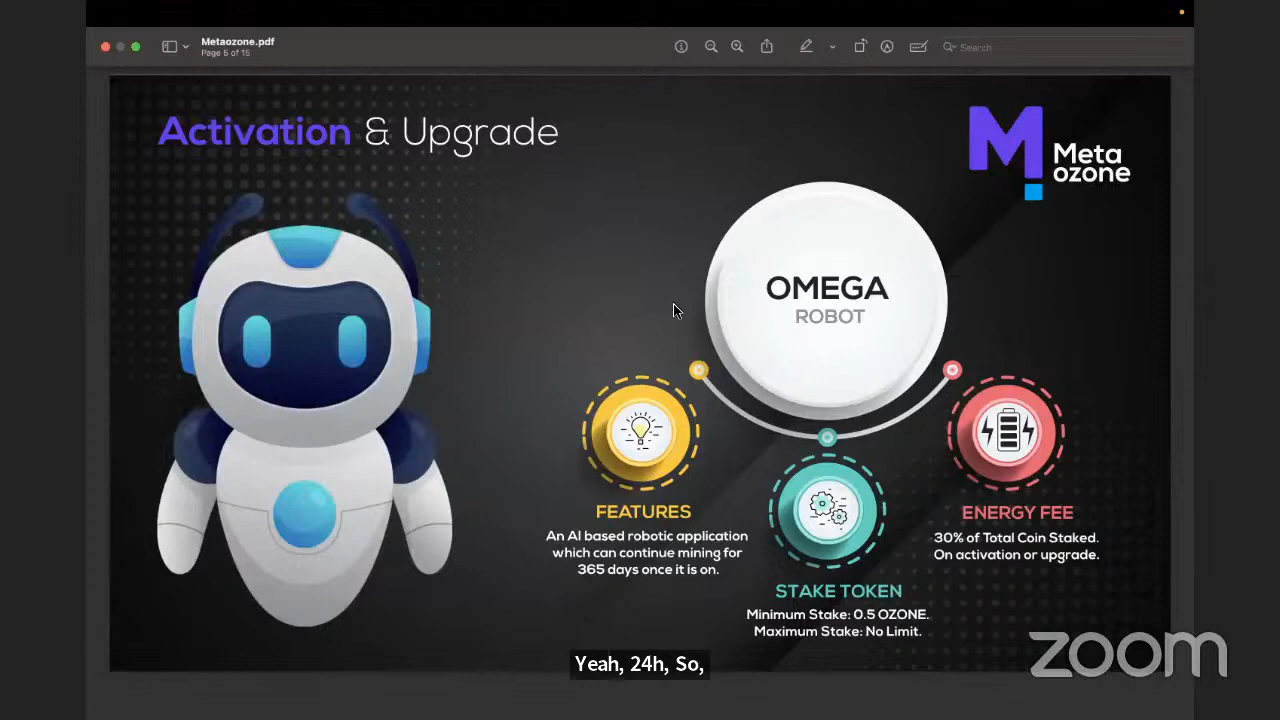 Metaozone.pdf
Page 5 of 15
Search
Activation & Upgrade
M
Meta
ozone
OMEGA
ROBOT
FEATURES
An AI based robotic application
which can continue mining for
365 days once it is on.
STAKE TOKEN
Minimum Stake: 0.5 OZONE.
Maximum Stake: No Limit.
ENERGY FEE
30% of Total Coin Staked.
On activation or upgrade.
Yeah, 24h, So,
zoom